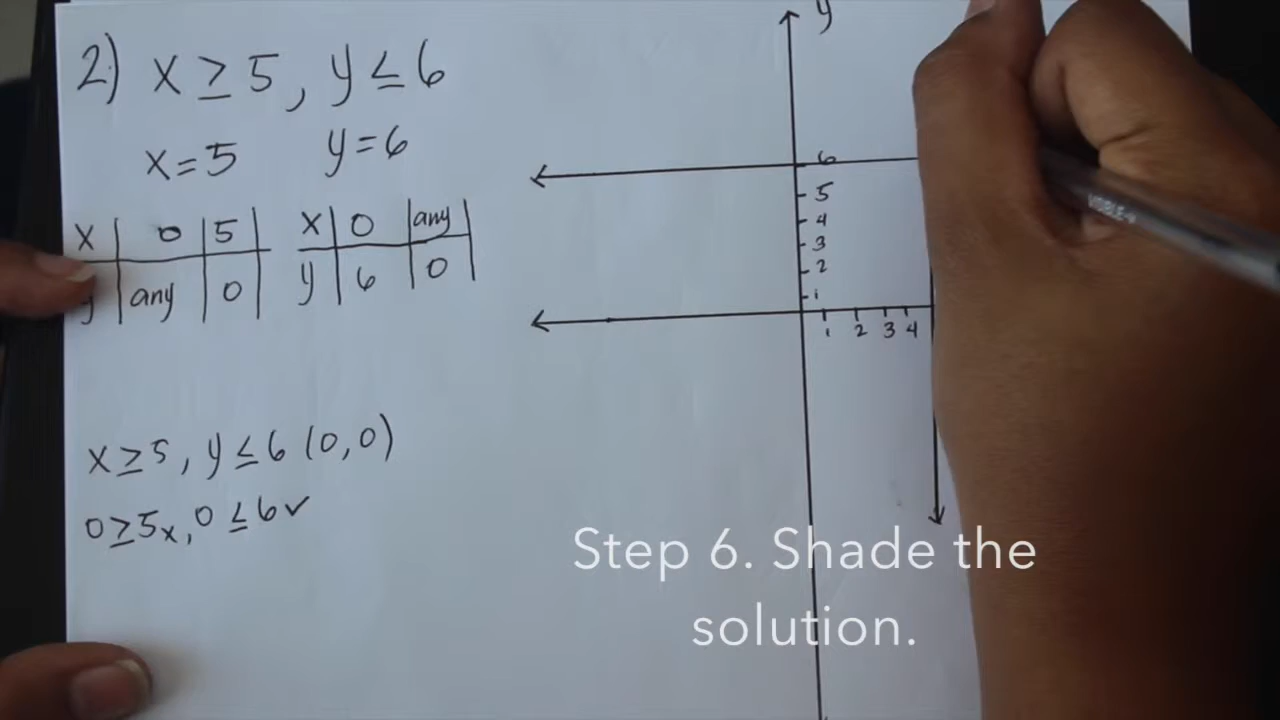 2) x ≥ 5, y ≤ 6
x = 5 y = 6
x 0 5
y any 0
x 0 any
y 6 0
x ≥ 5, y ≤ 6 (0,0)
0 ≥ 5 x, 0 ≤ 6 ✓
y
6
5
4
3
2
1
1 2 3 4
Step 6. Shade the
solution.